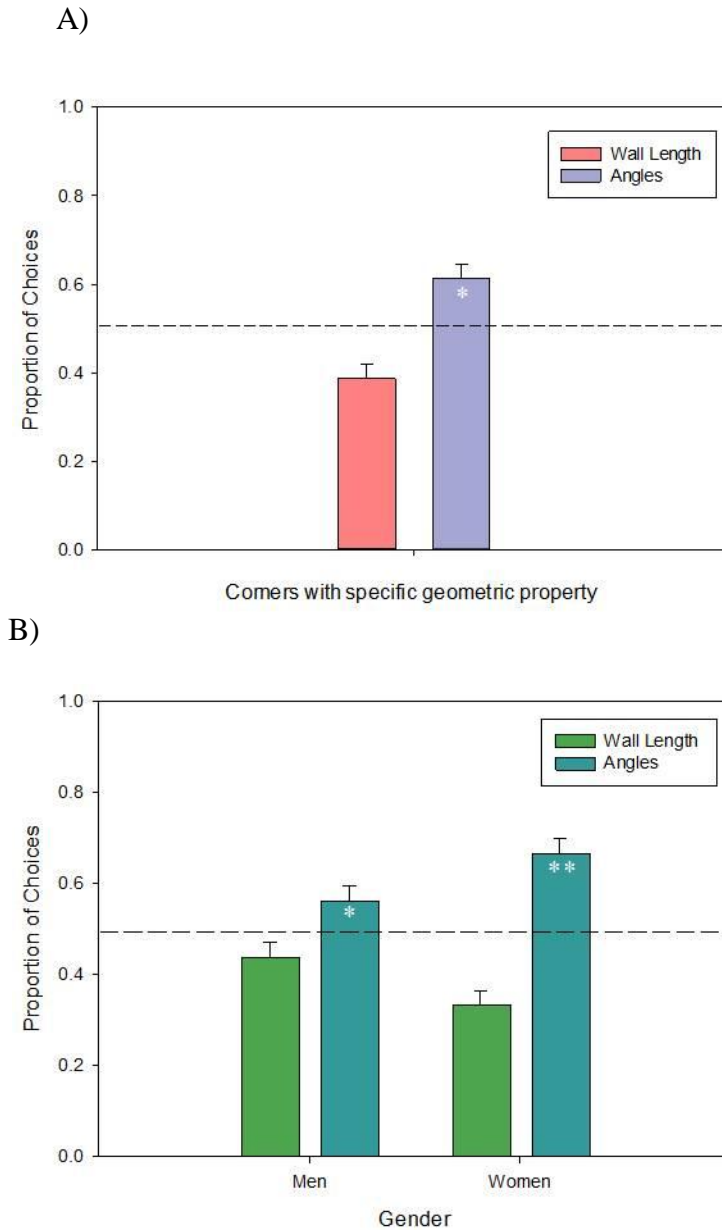 A)
1.0
0.8
0.6
0.4
0.2
0.0
Proportion of Choices
Wall Length
Angles
*
Corners with specific geometric property
B)
1.0
0.8
0.6
0.4
0.2
0.0
Proportion of Choices
Wall Length
Angles
*
**
Men Women
Gender